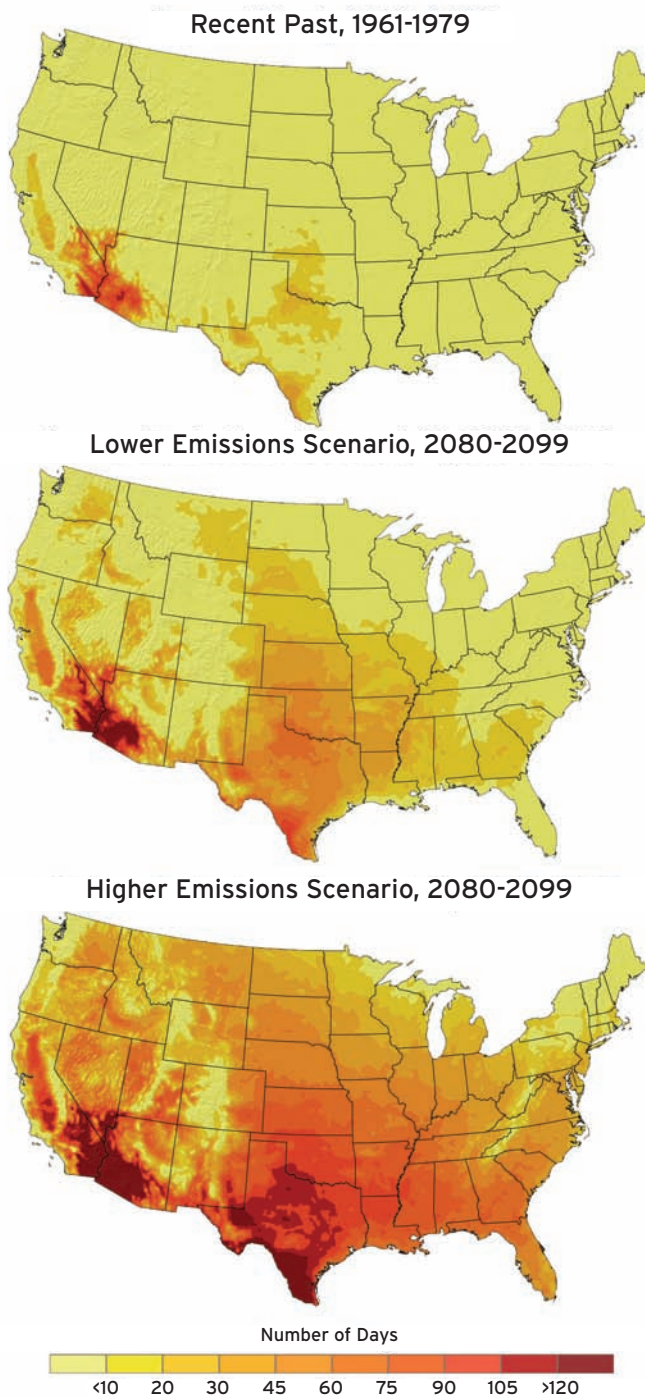 Recent Past, 1961-1979
Lower Emissions Scenario, 2080-2099
Higher Emissions Scenario, 2080-2099
Number of Days
<10 20 30 45 60 75 90 105 >120